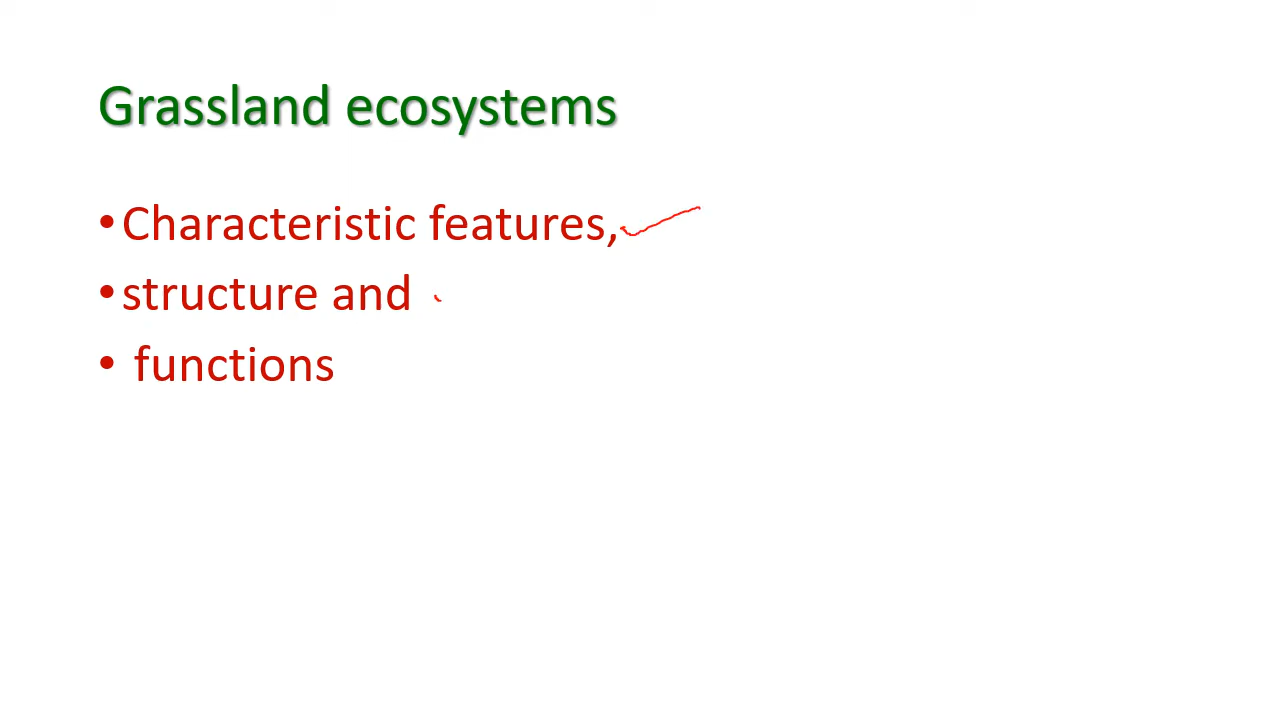 Grassland ecosystems
•Characteristic features,
•structure and
• functions